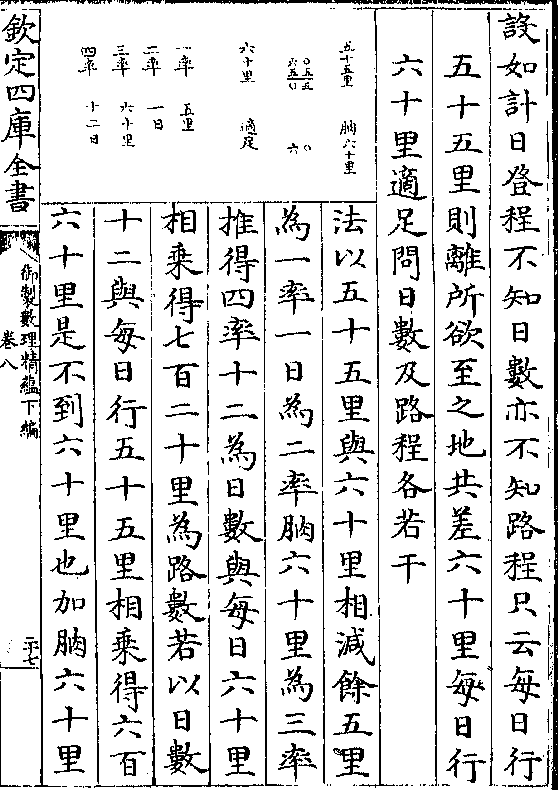 設如計日登程不知日數亦不知路程只云每日行
五十五里則離所欲至之地共差六十里每日行
六十里適足問日數及路程各若干
五十五里　朒六十里
〇五五　〇
六五〇　六
六十里　適足
一率　五里
二率　一日
三率　六十里
四率　十二日
法以五十五里與六十里相減餘五里
為一率一日為二率朒六十里為三率
推得四率十二為日數與每日六十里
相乗得七百二十里為路數若以日數
十二與每日行五十五里相乗得六百
六十里是不到六十里也加朒六十里
欽定四庫全書
御製數理精蘊下編
卷八